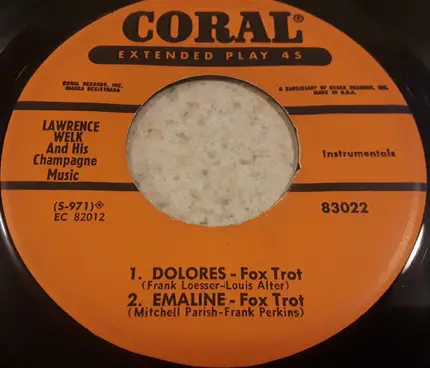 CORAL®
EXTENDED PLAY 45
CORAL RECORDS, INC.
MARCA REGISTRADA
A SUBSIDIARY OF DECCA RECORDS, INC.
MADE IN U.S.A.
LAWRENCE
WELK
And His
Champagne
Music
Instrumentals
(S-971)
EC 82012
83022
1. DOLORES - Fox Trot
(Frank Loesser-Louis Alter)
2. EMALINE - Fox Trot
(Mitchell Parish-Frank Perkins)